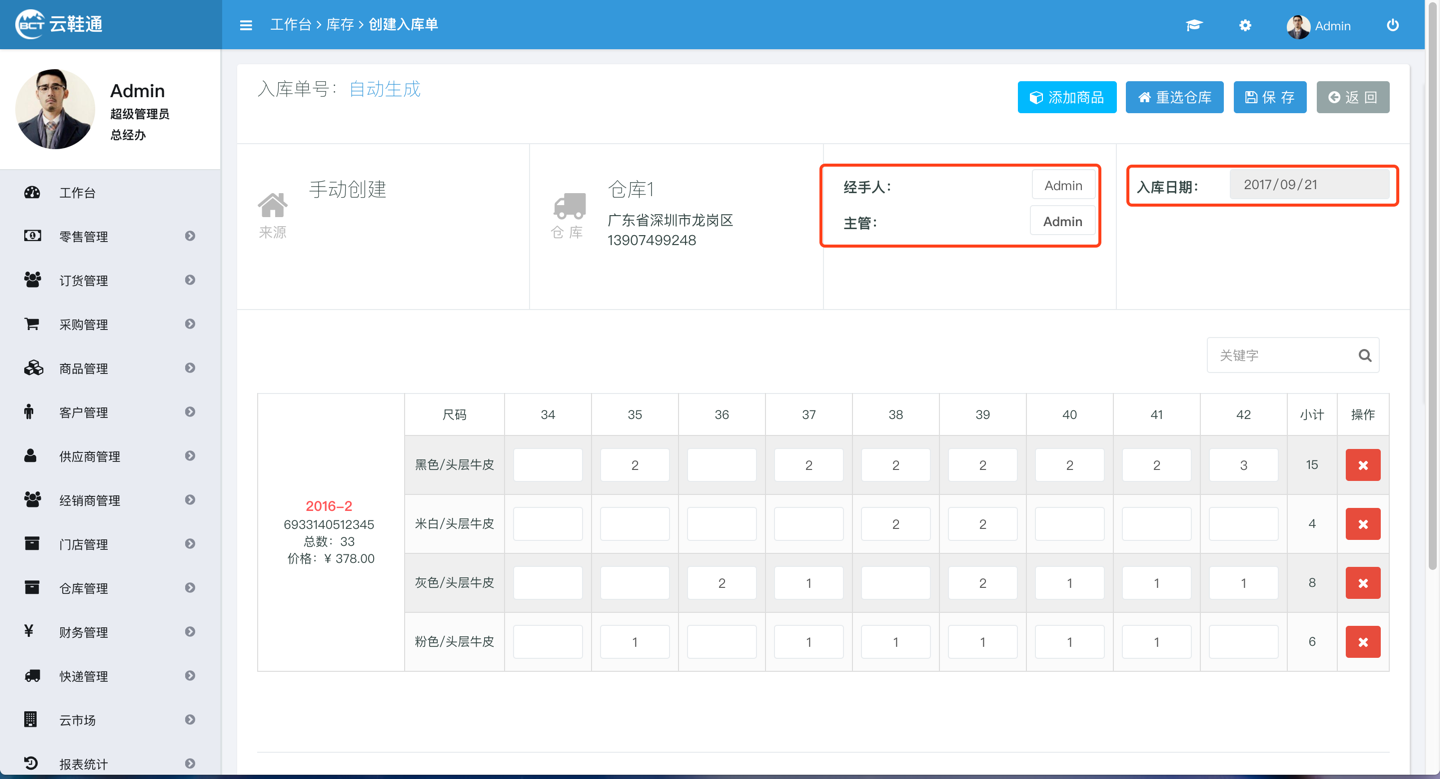 BCT 云鞋通
工作台 > 库存 > 创建入库单
Admin
Admin
超级管理员
总经办
工作台
零售管理
订货管理
采购管理
商品管理
客户管理
供应商管理
经销商管理
门店管理
仓库管理
财务管理
快递管理
云市场
报表统计
入库单号: 自动生成
添加商品
重选仓库
保 存
返 回
来源
手动创建
仓 库
仓库1
广东省深圳市龙岗区
13907499248
经手人: Admin
主管: Admin
入库日期: 2017/09/21
关键字
尺码 34 35 36 37 38 39 40 41 42 小计 操作
2016-2
6933140512345
总数: 33
价格: ¥ 378.00
黑色/头层牛皮 2 2 2 2 2 2 3 15
米白/头层牛皮 2 2 4
灰色/头层牛皮 2 1 2 1 1 1 8
粉色/头层牛皮 1 1 1 1 1 1 6